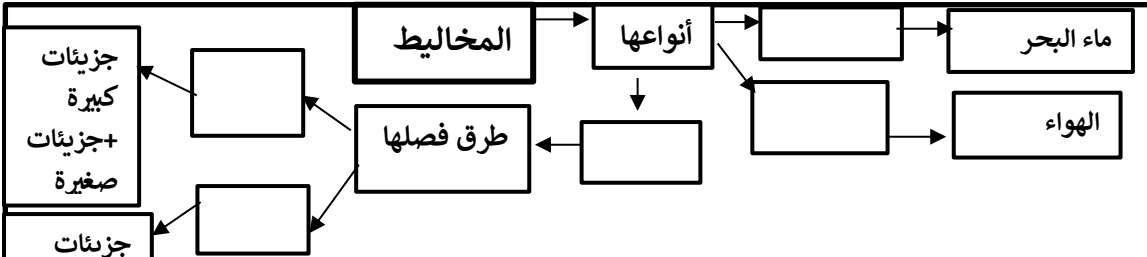 المخاليط
أنواعها
ماء البحر
الهواء
طرق فصلها
جزيئات
كبيرة
+جزيئات
صغيرة
جزيئات